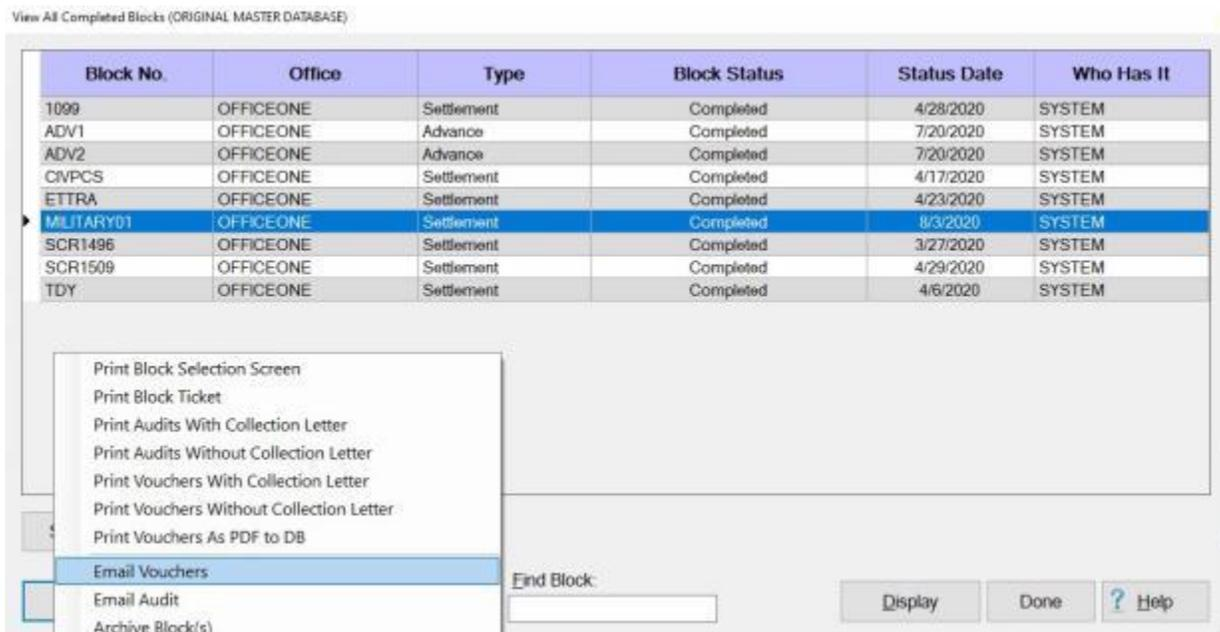 View All Completed Blocks (ORIGINAL MASTER DATABASE)
Block No. Office Type Block Status Status Date Who Has It
1099 OFFICEONE Settlement Completed 4/28/2020 SYSTEM
ADV1 OFFICEONE Advance Completed 7/20/2020 SYSTEM
ADV2 OFFICEONE Advance Completed 7/20/2020 SYSTEM
CIVPCS OFFICEONE Settlement Completed 4/17/2020 SYSTEM
ETTRA OFFICEONE Settlement Completed 4/23/2020 SYSTEM
MILITARY01 OFFICEONE Settlement Completed 8/3/2020 SYSTEM
SCR1496 OFFICEONE Settlement Completed 3/27/2020 SYSTEM
SCR1509 OFFICEONE Settlement Completed 4/29/2020 SYSTEM
TDY OFFICEONE Settlement Completed 4/6/2020 SYSTEM
Print Block Selection Screen
Print Block Ticket
Print Audits With Collection Letter
Print Audits Without Collection Letter
Print Vouchers With Collection Letter
Print Vouchers Without Collection Letter
Print Vouchers As PDF to DB
Email Vouchers
Email Audit
Archive Block(s)
Find Block:
Display Done ? Help